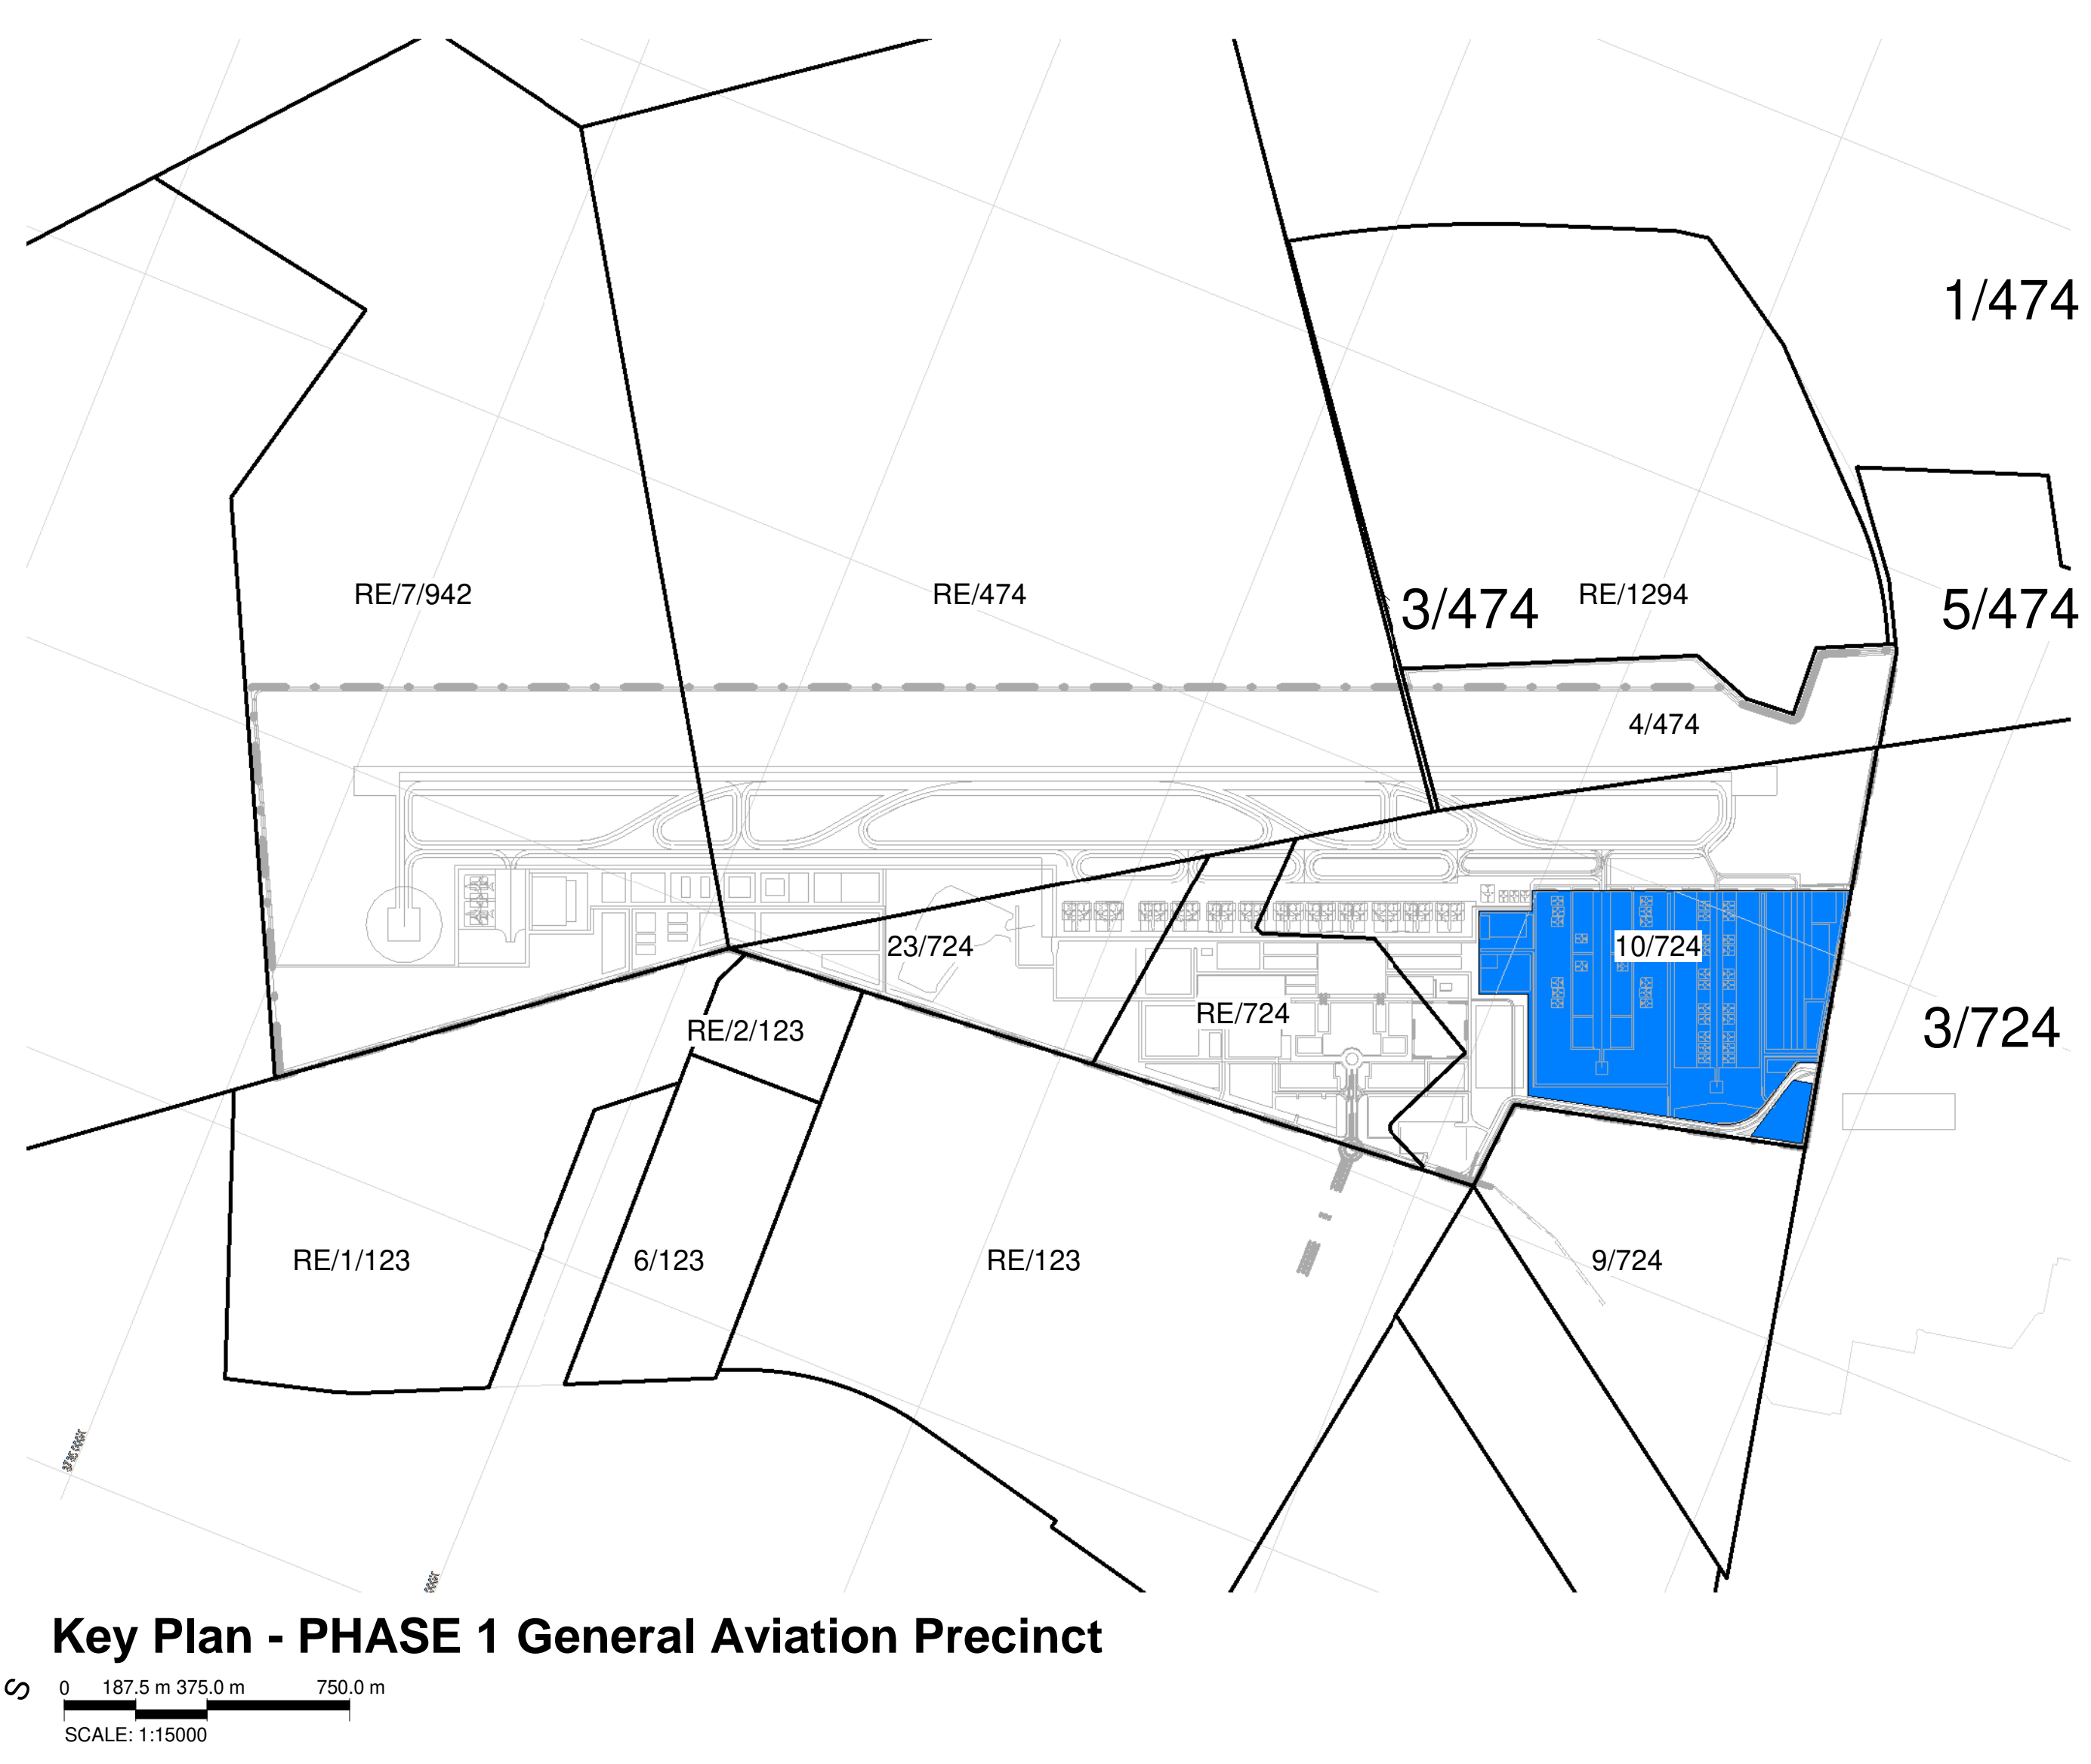 1/474
RE/7/942
RE/474
3/474
RE/1294
5/474
4/474
23/724
10/724
RE/724
3/724
RE/2/123
RE/1/123
6/123
RE/123
9/724
Key Plan - PHASE 1 General Aviation Precinct
S
0 187.5 m 375.0 m 750.0 m
SCALE: 1:15000